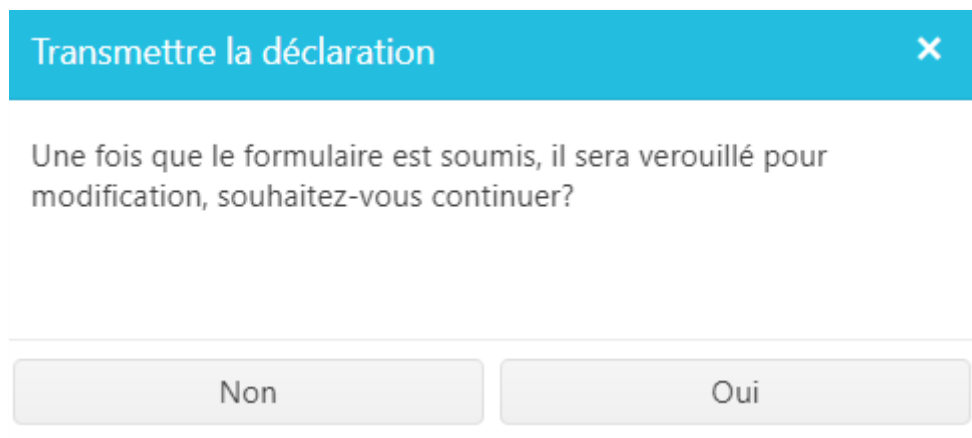 Transmettre la déclaration
Une fois que le formulaire est soumis, il sera verouillé pour
modification, souhaitez-vous continuer?
Non
Oui